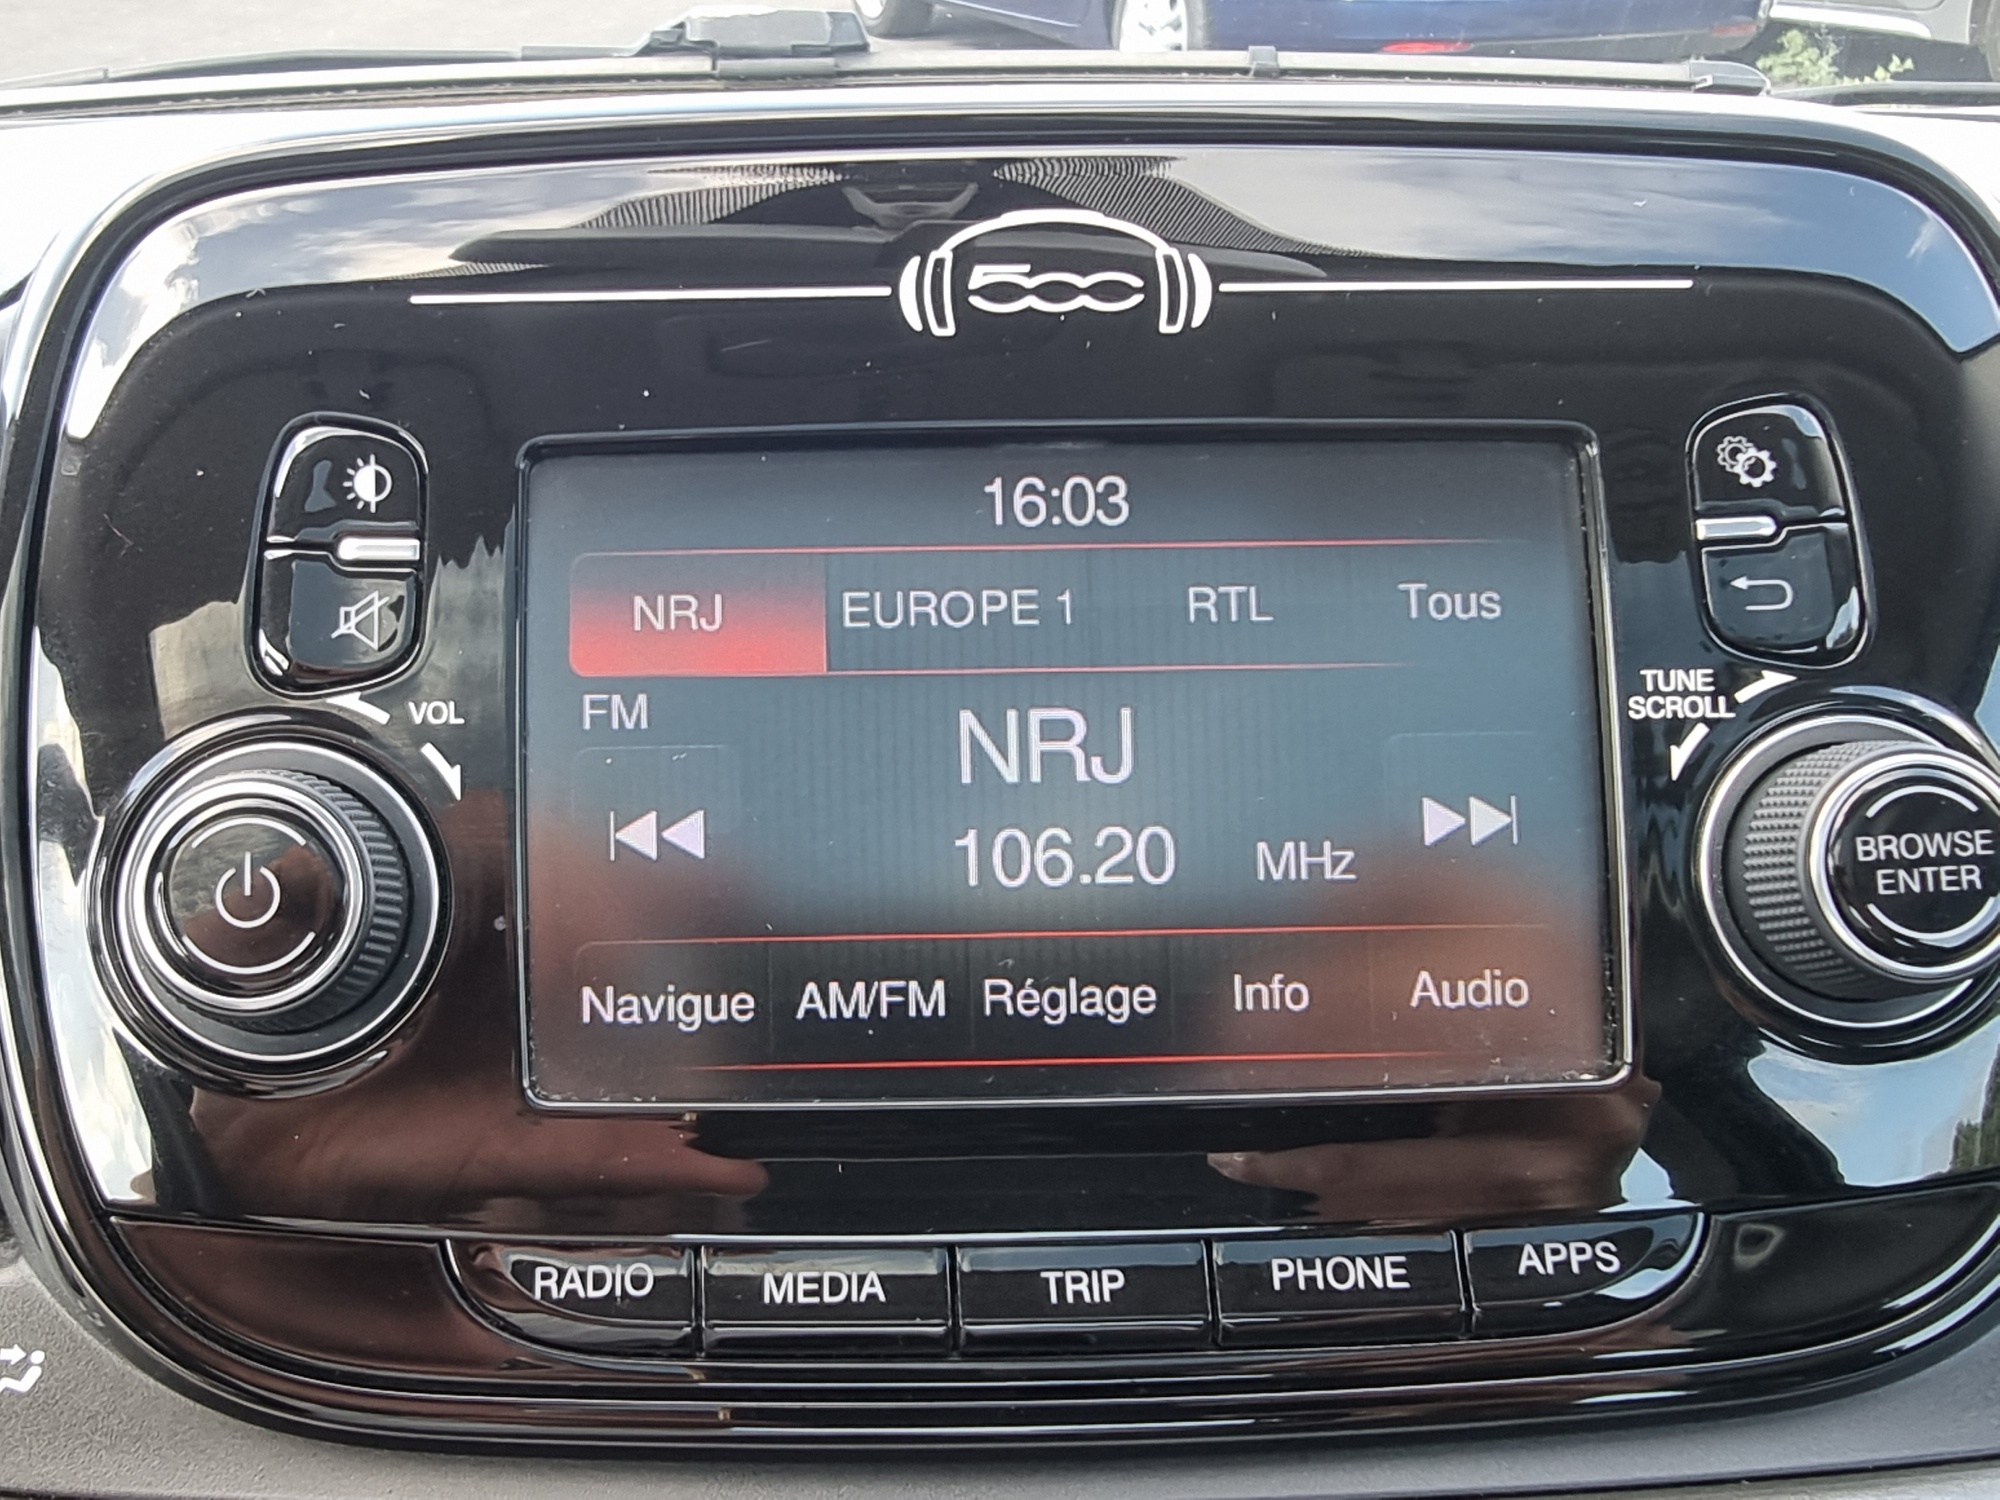 500
16:03
NRJ EUROPE 1 RTL Tous
FM
NRJ
106.20 MHz
Navigue AM/FM Réglage Info Audio
VOL
TUNE
SCROLL
BROWSE
ENTER
RADIO MEDIA TRIP PHONE APPS